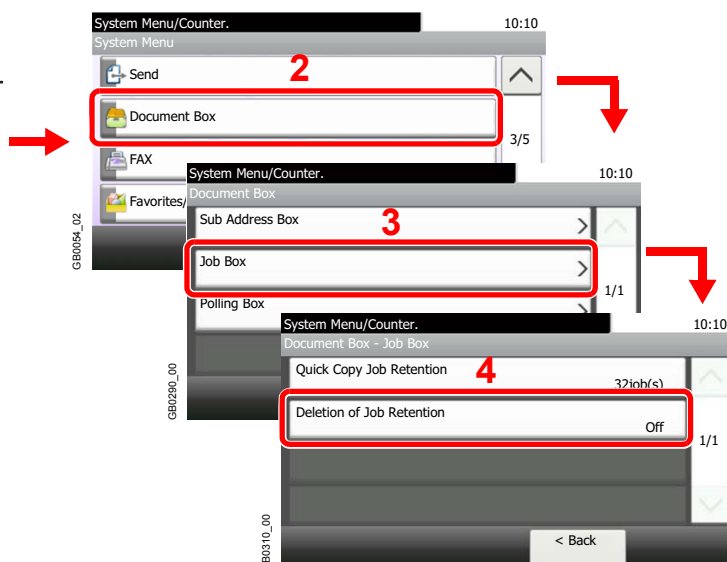 System Menu/Counter. 10:10
System Menu
Send
2
Document Box
3/5
FAX
Favorites/
GB0054_02
System Menu/Counter. 10:10
Document Box
Sub Address Box
3
Job Box
1/1
Polling Box
GB0290_00
System Menu/Counter. 10:10
Document Box - Job Box
Quick Copy Job Retention
4
32job(s)
Deletion of Job Retention
Off
1/1
< Back
B0310_00